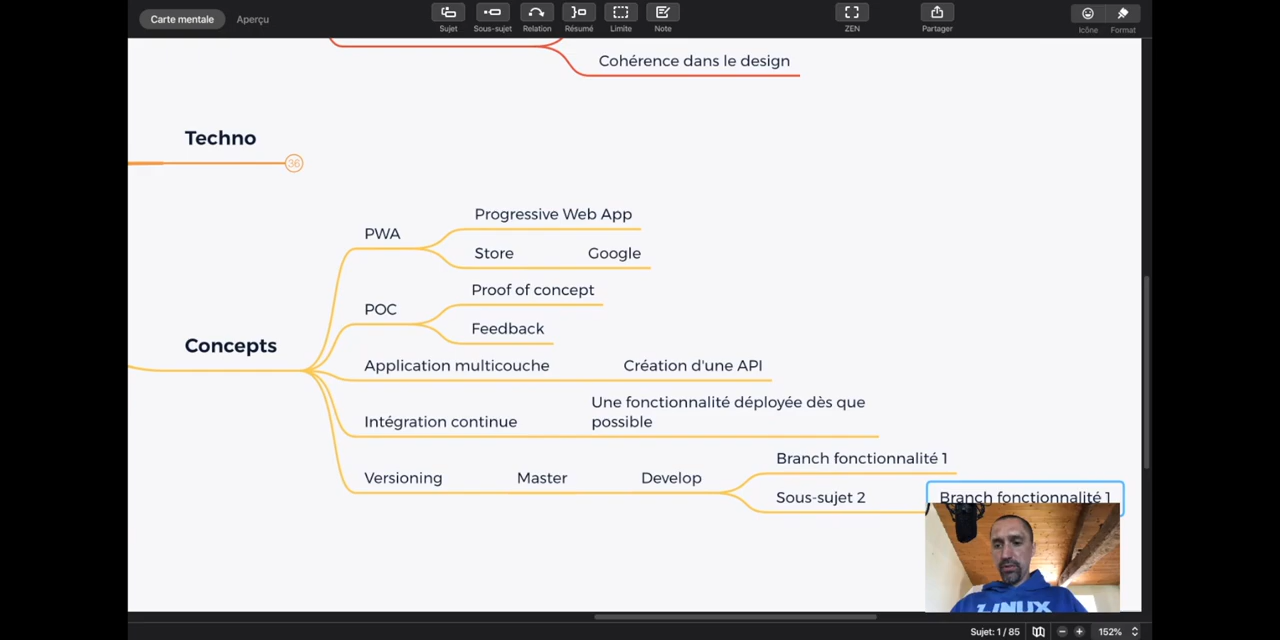 Carte mentale
Aperçu
Sujet
Sous-sujet
Relation
Résumé
Limite
Note
ZEN
Partager
Icône
Format
Cohérence dans le design
Techno
36
Progressive Web App
PWA
Store
Google
Proof of concept
POC
Feedback
Concepts
Application multicouche
Création d'une API
Une fonctionnalité déployée dès que
possible
Intégration continue
Branch fonctionnalité 1
Versioning
Master
Develop
Sous-sujet 2
Branch fonctionnalité 1
LINUX
Sujet: 1 / 85
152%